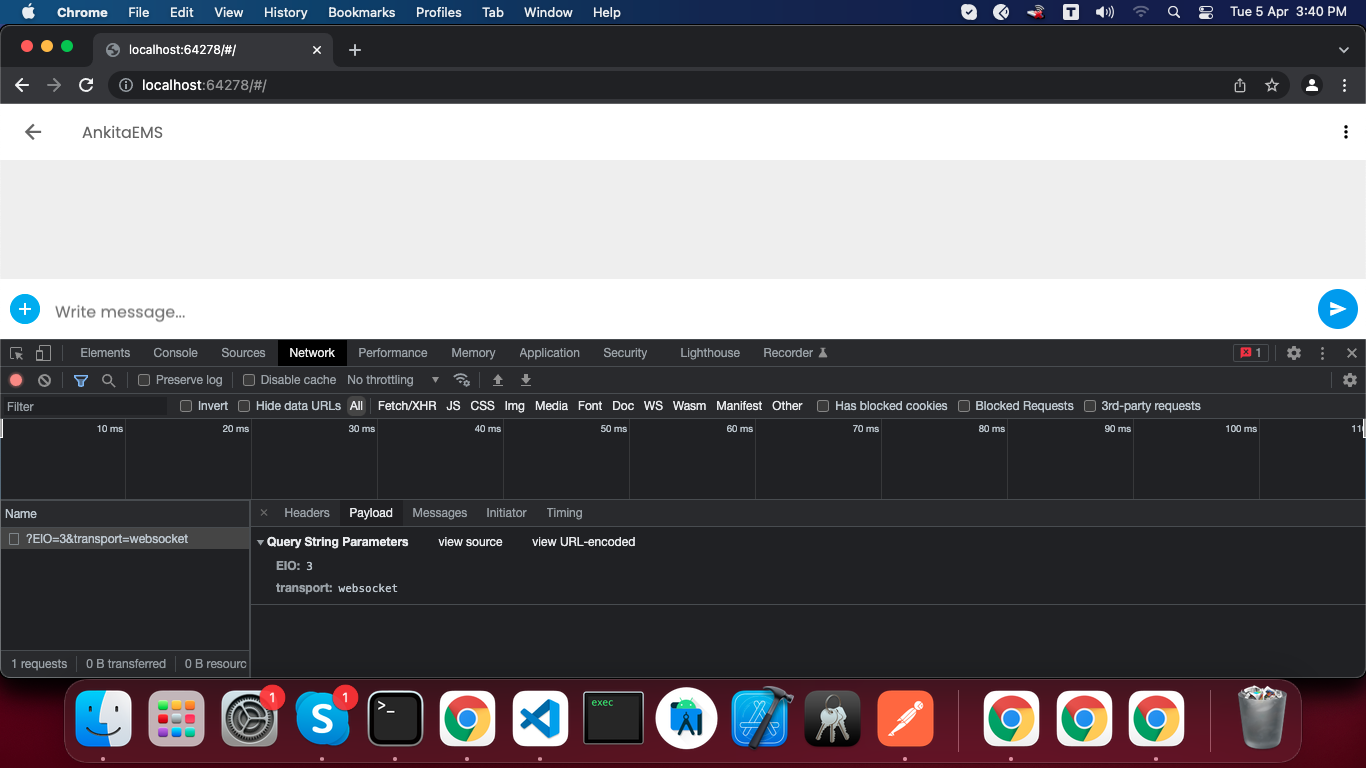 Chrome File Edit View History Bookmarks Profiles Tab Window Help T Tue 5 Apr 3:40 PM
localhost:64278/#/
localhost:64278/#/
AnkitaEMS
Write message...
Elements Console Sources Network Performance Memory Application Security Lighthouse Recorder 1
Preserve log Disable cache No throttling
Filter Invert Hide data URLs All Fetch/XHR JS CSS Img Media Font Doc WS Wasm Manifest Other Has blocked cookies Blocked Requests 3rd-party requests
10 ms 20 ms 30 ms 40 ms 50 ms 60 ms 70 ms 80 ms 90 ms 100 ms 11
Name Headers Payload Messages Initiator Timing
?EIO=3&transport=websocket
Query String Parameters view source view URL-encoded
EIO: 3
transport: websocket
1 requests 0 B transferred 0 B resourc
1 S 1 >_ exec